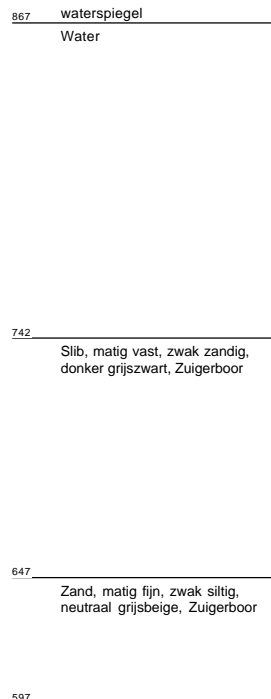 867 waterspiegel
Water
742
Slib, matig vast, zwak zandig,
donker grijszwart, Zuigerboor
647
Zand, matig fijn, zwak siltig,
neutraal grijsbeige, Zuigerboor
597